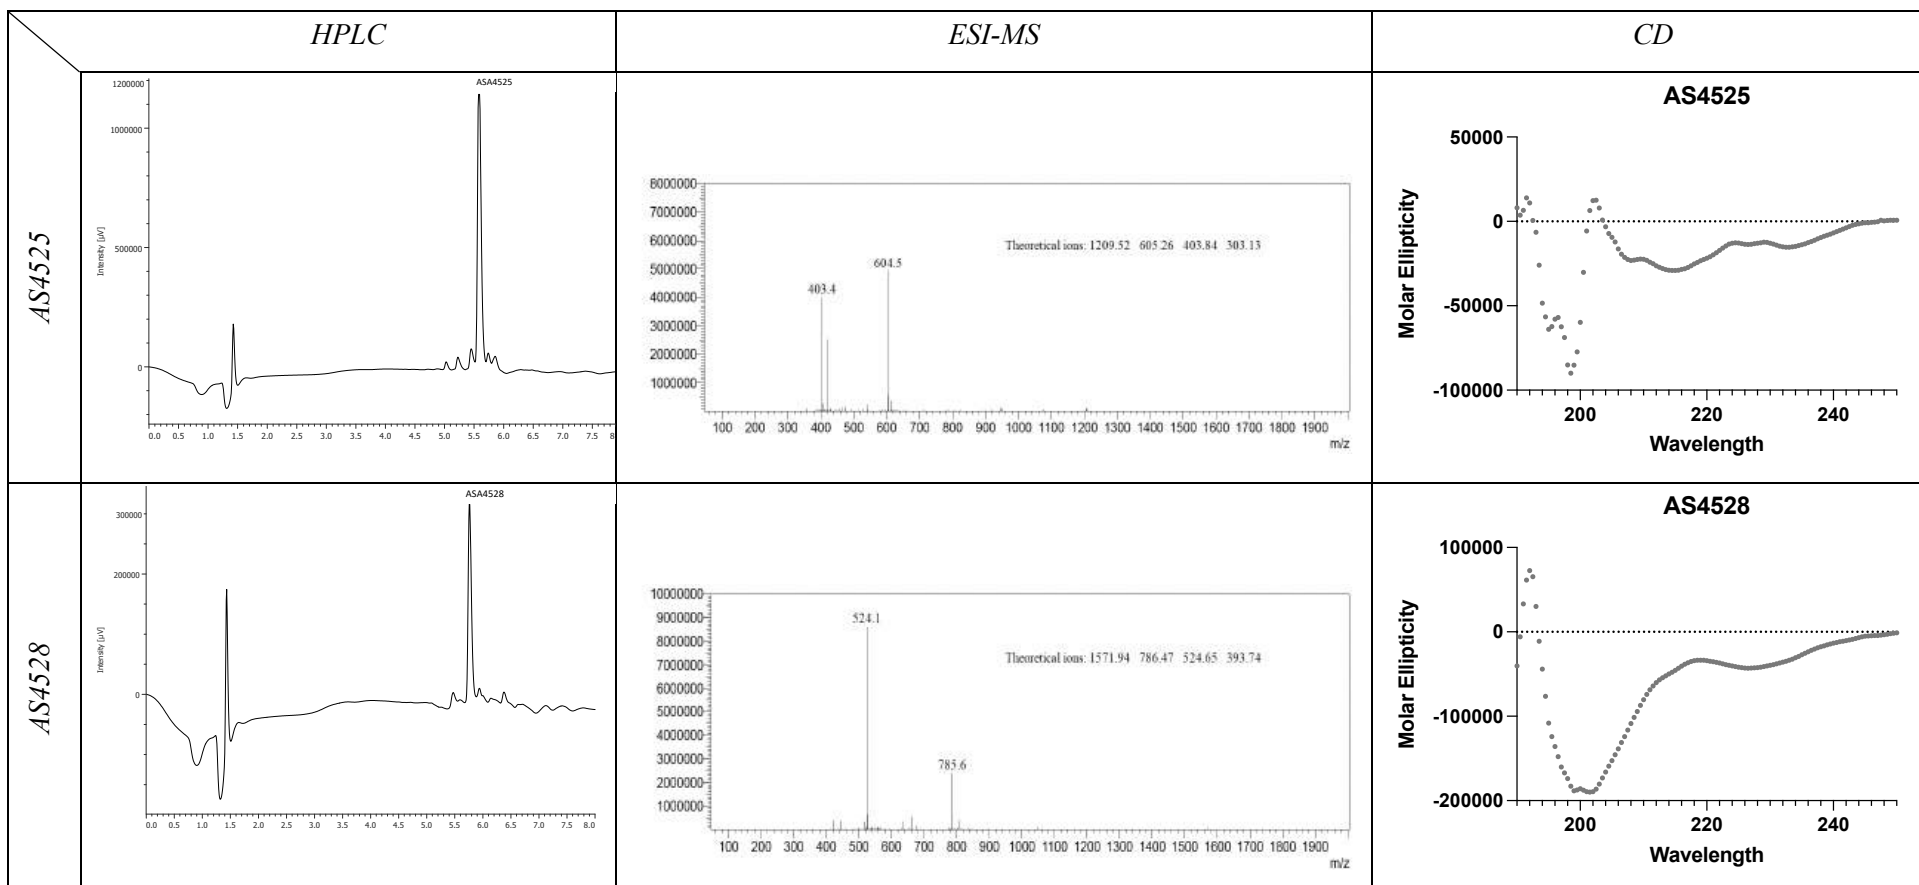 HPLC ESI-MS CD
AS4525
ASA4525
Intensity [µV]
1200000
1000000
500000
0
0.0 0.5 1.0 1.5 2.0 2.5 3.0 3.5 4.0 4.5 5.0 5.5 6.0 6.5 7.0 7.5 8
8000000
7000000
6000000
5000000
4000000
3000000
2000000
1000000
Theoretical ions: 1209.52 605.26 403.84 303.13
604.5
403.4
100 200 300 400 500 600 700 800 900 1000 1100 1200 1300 1400 1500 1600 1700 1800 1900
m/z
AS4525
Molar Ellipticity
50000
0
-50000
-100000
200 220 240
Wavelength
AS4528
ASA4528
Intensity [µV]
300000
200000
0
0.0 0.5 1.0 1.5 2.0 2.5 3.0 3.5 4.0 4.5 5.0 5.5 6.0 6.5 7.0 7.5 8.0
10000000
9000000
8000000
7000000
6000000
5000000
4000000
3000000
2000000
1000000
524.1
Theoretical ions: 1571.94 786.47 524.65 393.74
785.6
100 200 300 400 500 600 700 800 900 1000 1100 1200 1300 1400 1500 1600 1700 1800 1900
m/z
AS4528
Molar Ellipticity
100000
0
-100000
-200000
200 220 240
Wavelength